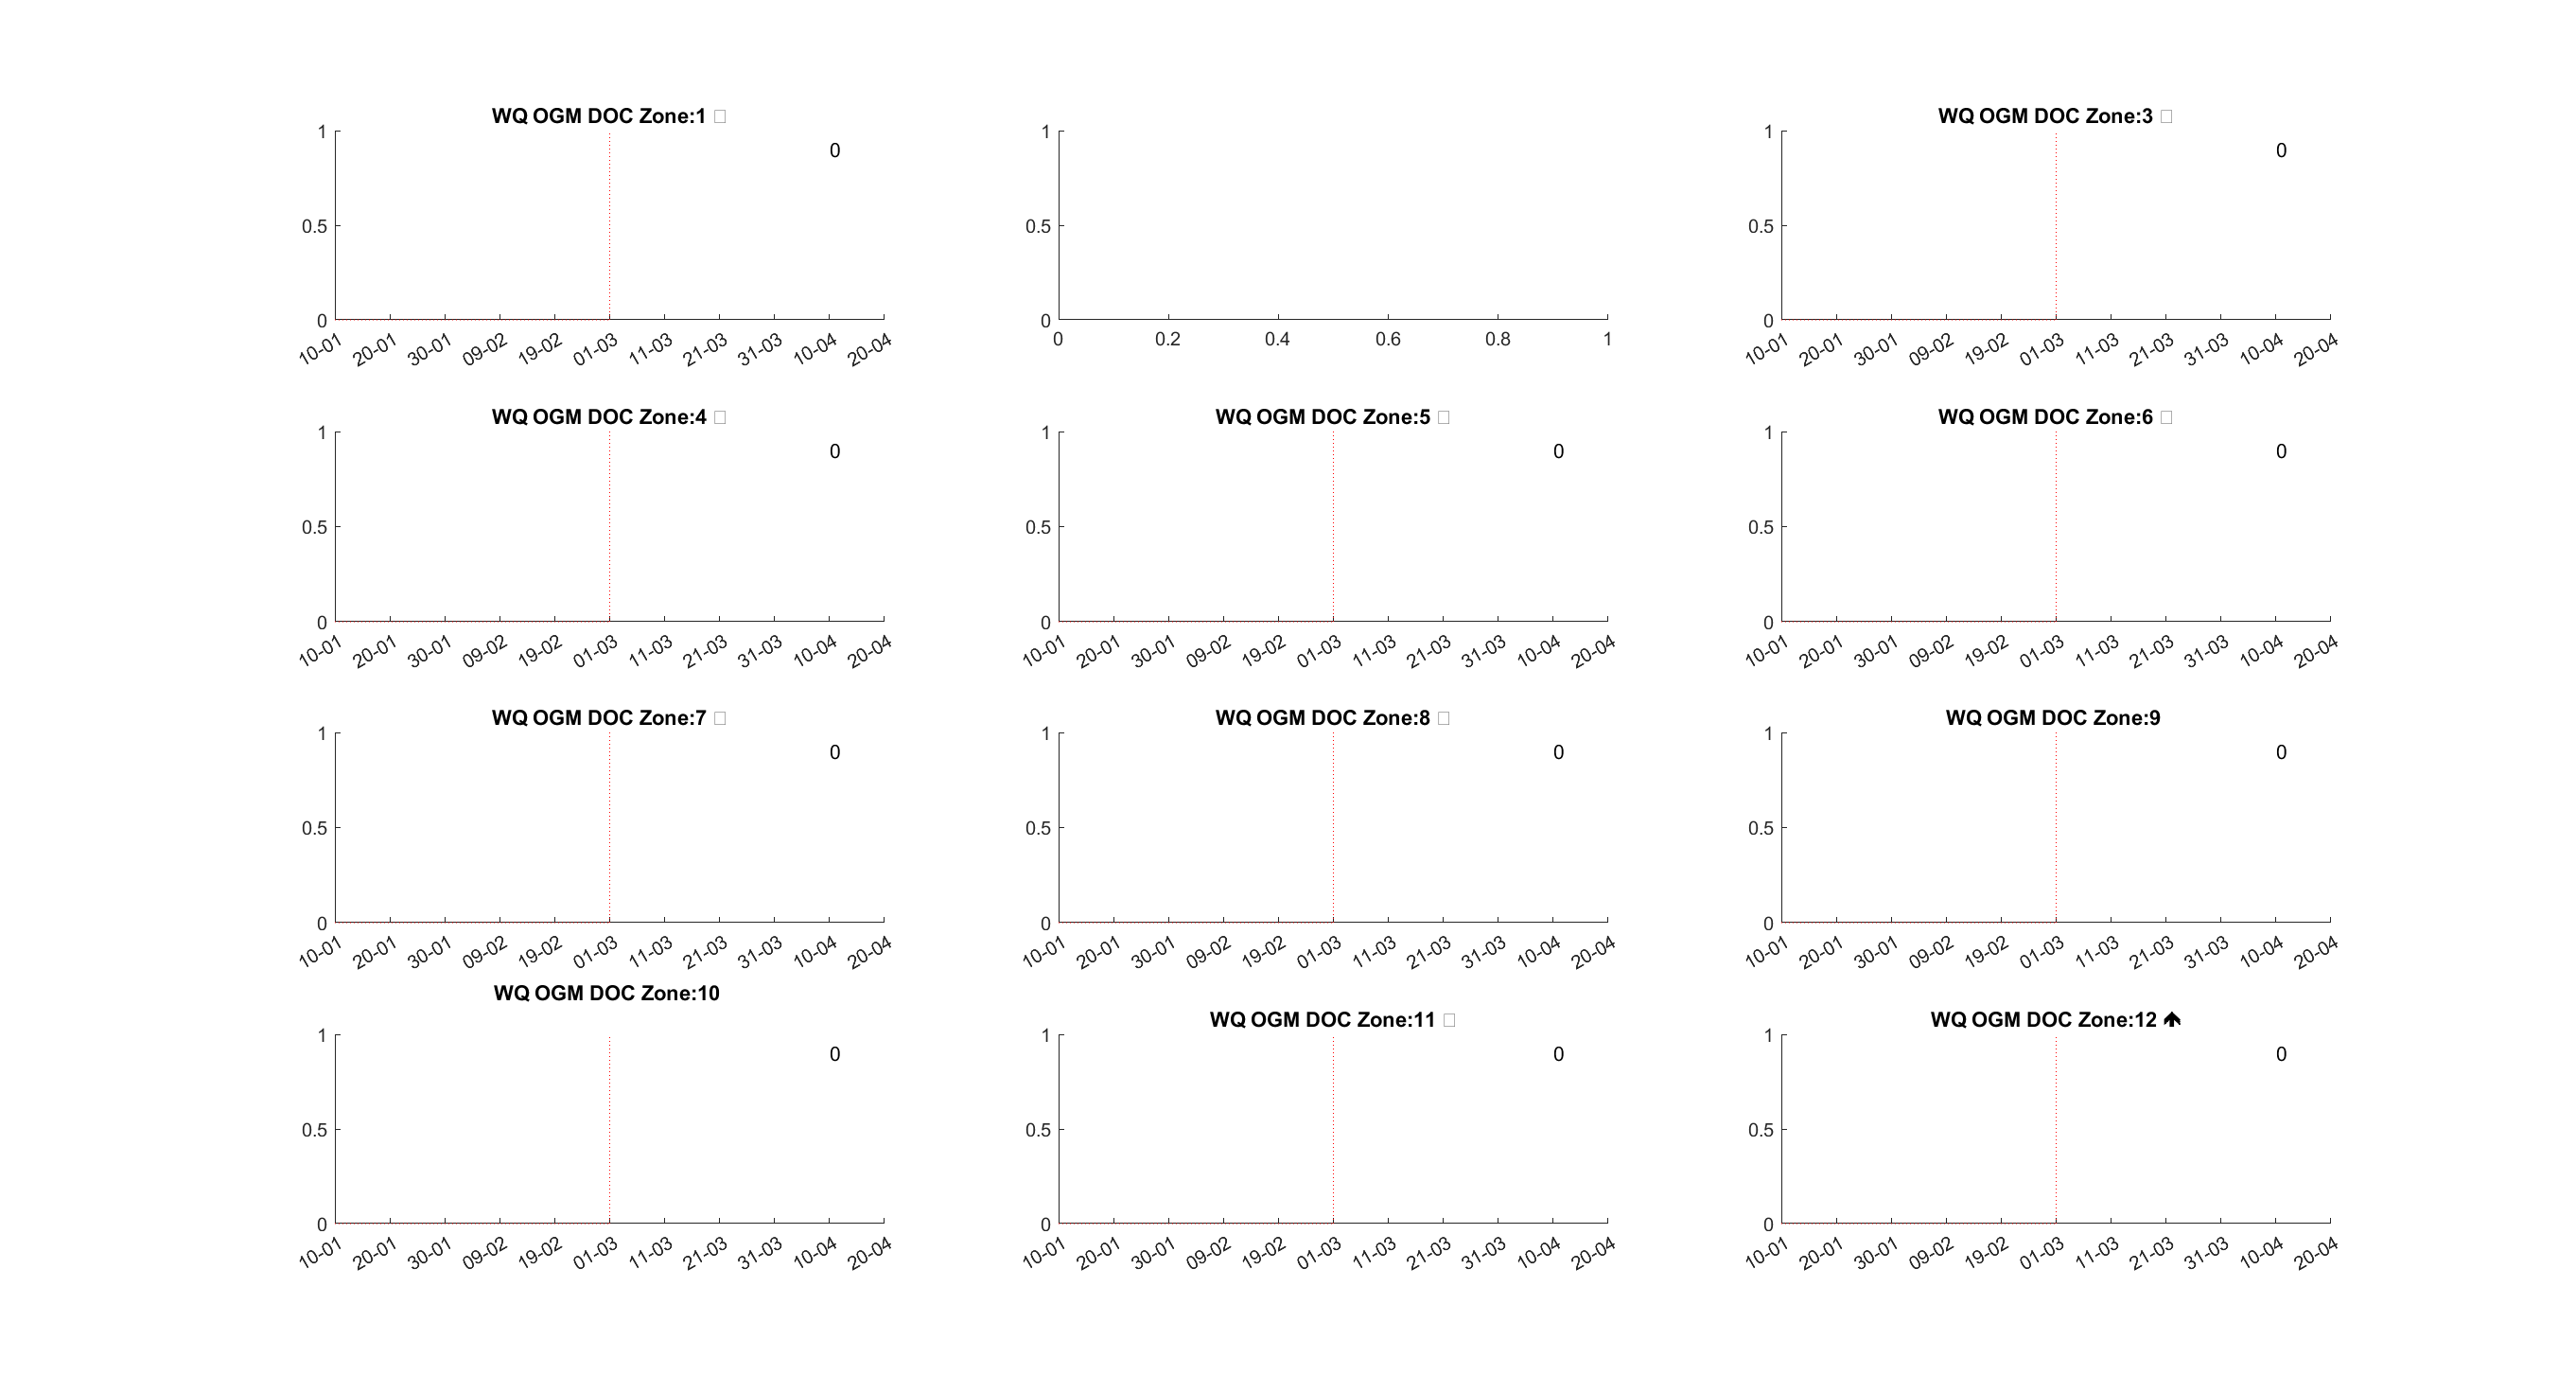 WQ OGM DOC Zone:1 □
1
0.5
0
0
10-01 20-01 30-01 09-02 19-02 01-03 11-03 21-03 31-03 10-04 20-04
1
0.5
0
0 0.2 0.4 0.6 0.8 1
WQ OGM DOC Zone:3 □
1
0.5
0
0
10-01 20-01 30-01 09-02 19-02 01-03 11-03 21-03 31-03 10-04 20-04
WQ OGM DOC Zone:4 □
1
0.5
0
0
10-01 20-01 30-01 09-02 19-02 01-03 11-03 21-03 31-03 10-04 20-04
WQ OGM DOC Zone:5 □
1
0.5
0
0
10-01 20-01 30-01 09-02 19-02 01-03 11-03 21-03 31-03 10-04 20-04
WQ OGM DOC Zone:6 □
1
0.5
0
0
10-01 20-01 30-01 09-02 19-02 01-03 11-03 21-03 31-03 10-04 20-04
WQ OGM DOC Zone:7 □
1
0.5
0
0
10-01 20-01 30-01 09-02 19-02 01-03 11-03 21-03 31-03 10-04 20-04
WQ OGM DOC Zone:8 □
1
0.5
0
0
10-01 20-01 30-01 09-02 19-02 01-03 11-03 21-03 31-03 10-04 20-04
WQ OGM DOC Zone:9
1
0.5
0
0
10-01 20-01 30-01 09-02 19-02 01-03 11-03 21-03 31-03 10-04 20-04
WQ OGM DOC Zone:10
1
0.5
0
0
10-01 20-01 30-01 09-02 19-02 01-03 11-03 21-03 31-03 10-04 20-04
WQ OGM DOC Zone:11 □
1
0.5
0
0
10-01 20-01 30-01 09-02 19-02 01-03 11-03 21-03 31-03 10-04 20-04
WQ OGM DOC Zone:12 🡹
1
0.5
0
0
10-01 20-01 30-01 09-02 19-02 01-03 11-03 21-03 31-03 10-04 20-04